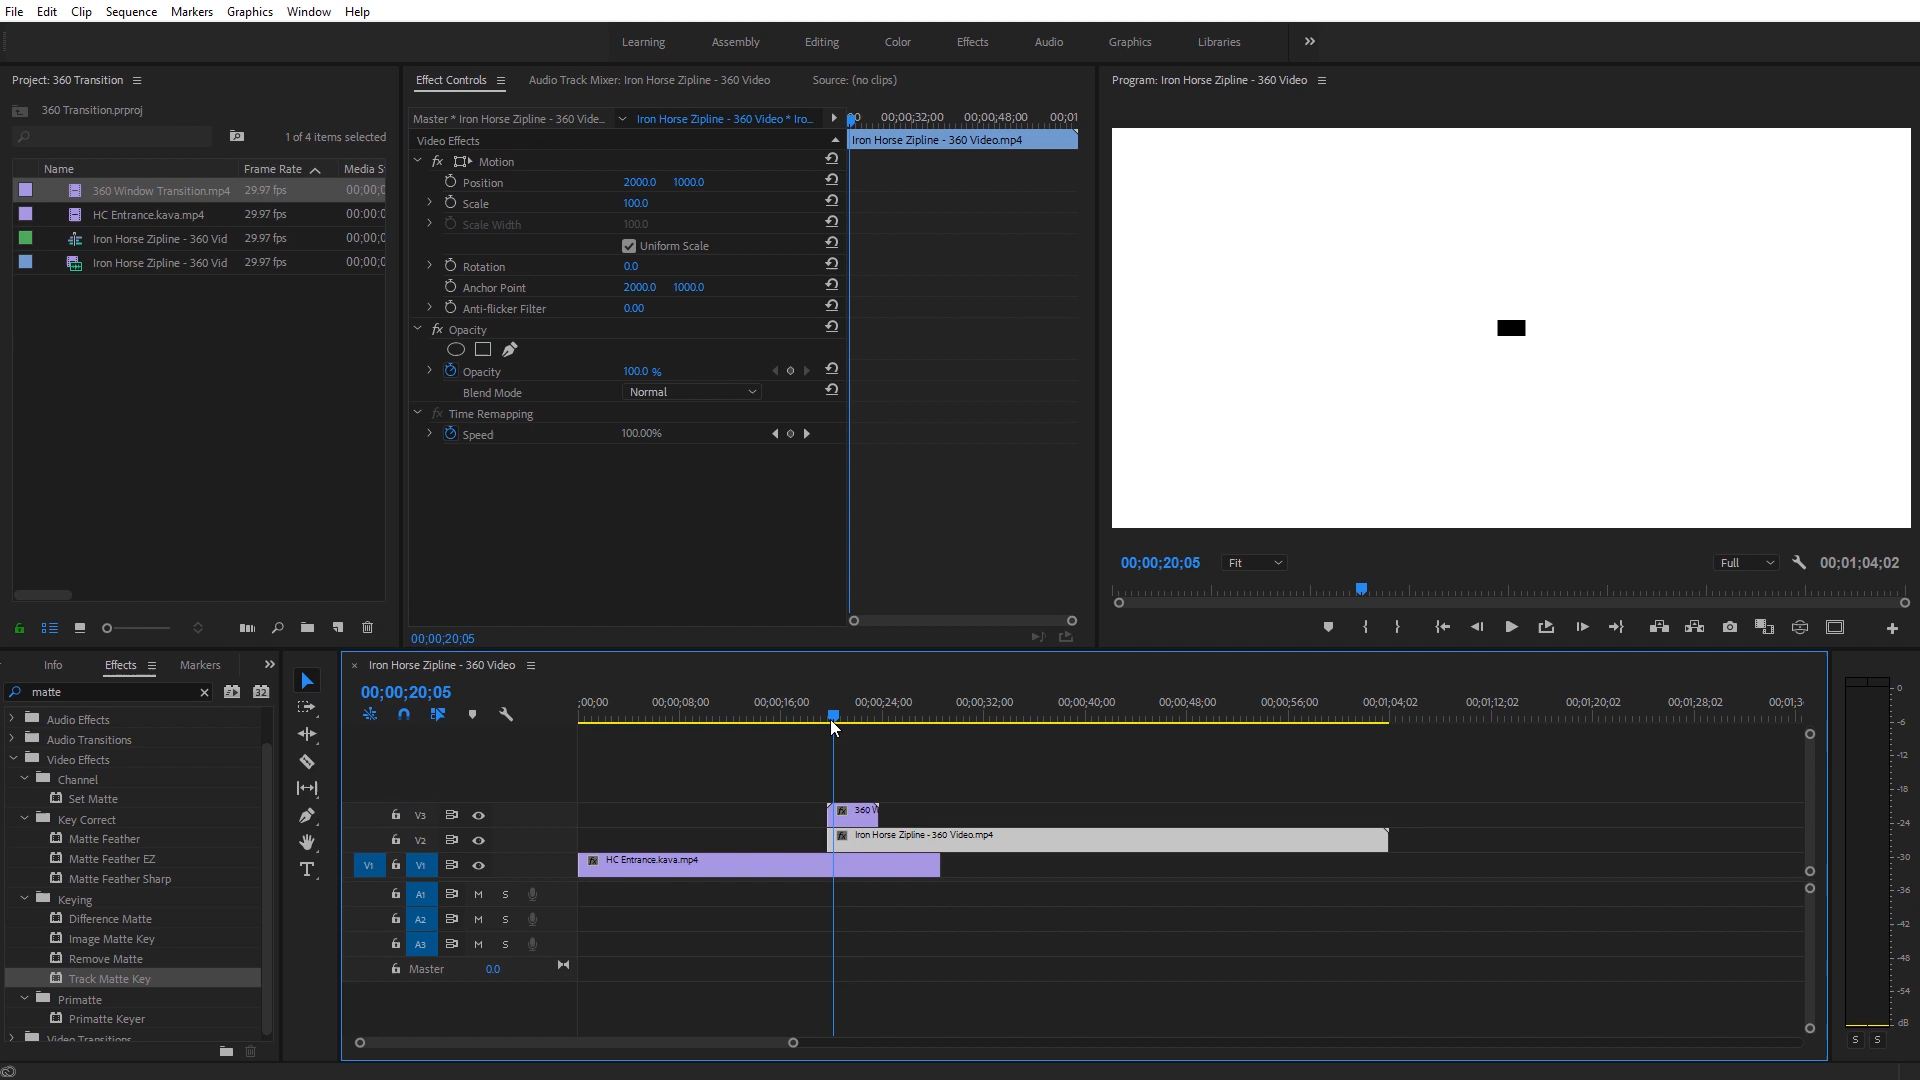 File Edit Clip Sequence Markers Graphics Window Help
Learning Assembly Editing Color Effects Audio Graphics Libraries
Project: 360 Transition
360 Transition.prproj
1 of 4 items selected
Name Frame Rate Media S
360 Window Transition.mp4 29.97 fps 00;00;0
HC Entrance.kava.mp4 29.97 fps 00:00:0
Iron Horse Zipline - 360 Vid 29.97 fps 00;00;0
Iron Horse Zipline - 360 Vid 29.97 fps 00;00;0
Effect Controls Audio Track Mixer: Iron Horse Zipline - 360 Video Source: (no clips)
Master * Iron Horse Zipline - 360 Vide... Iron Horse Zipline - 360 Video * Iro...
00;00;32;00 00;00;48;00 00;01
Video Effects
Iron Horse Zipline - 360 Video.mp4
fx Motion
Position 2000.0 1000.0
Scale 100.0
Scale Width 100.0
Uniform Scale
Rotation 0.0
Anchor Point 2000.0 1000.0
Anti-flicker Filter 0.00
fx Opacity
Opacity 100.0 %
Blend Mode Normal
fx Time Remapping
Speed 100.00%
00;00;20;05
Program: Iron Horse Zipline - 360 Video
00;00;20;05 Fit Full 00;01;04;02
Info Effects Markers
matte 32
Audio Effects
Audio Transitions
Video Effects
Channel
Set Matte
Key Correct
Matte Feather
Matte Feather EZ
Matte Feather Sharp
Keying
Difference Matte
Image Matte Key
Remove Matte
Track Matte Key
Primatte
Primatte Keyer
Video Transitions
Iron Horse Zipline - 360 Video
00;00;20;05
;00;00 00;00;08;00 00;00;16;00 00;00;24;00 00;00;32;00 00;00;40;00 00;00;48;00 00;00;56;00 00;01;04;02 00;01;12;02 00;01;20;02 00;01;28;02 00;01;3
V3 fx 360 V
V2 fx Iron Horse Zipline - 360 Video.mp4
V1 V1 fx HC Entrance.kava.mp4
A1 M S
A2 M S
A3 M S
Master 0.0
0
-6
-12
-18
-24
-30
-36
-42
-48
-54
dB
S S